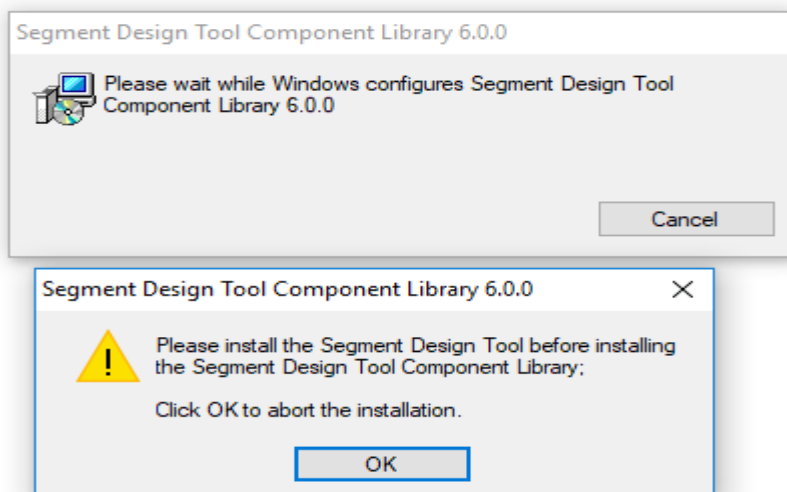 Segment Design Tool Component Library 6.0.0
Please wait while Windows configures Segment Design Tool
Component Library 6.0.0
Cancel
Segment Design Tool Component Library 6.0.0
Please install the Segment Design Tool before installing
the Segment Design Tool Component Library;
Click OK to abort the installation.
OK